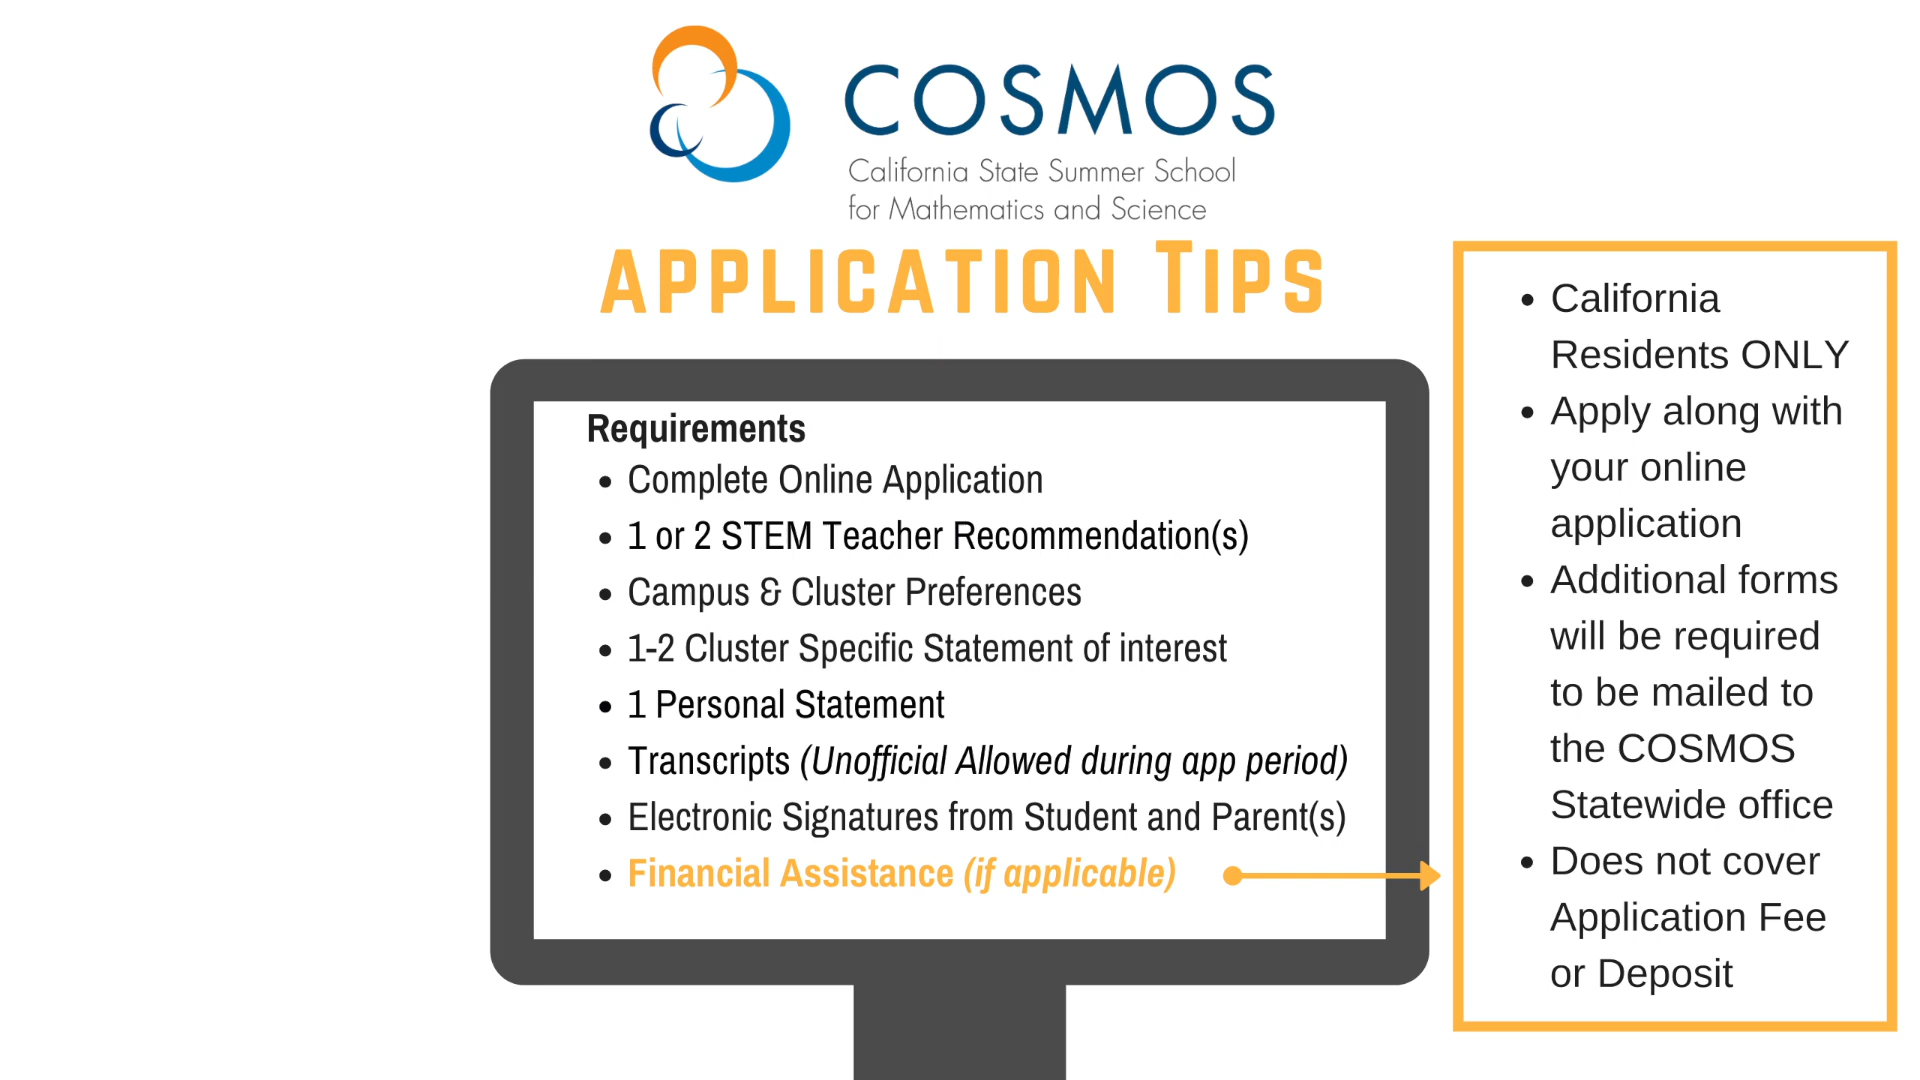 COSMOS
California State Summer School
for Mathematics and Science
APPLICATION TIPS
Requirements
• Complete Online Application
• 1 or 2 STEM Teacher Recommendation(s)
• Campus & Cluster Preferences
• 1-2 Cluster Specific Statement of interest
• 1 Personal Statement
• Transcripts (Unofficial Allowed during app period)
• Electronic Signatures from Student and Parent(s)
• Financial Assistance (if applicable)
• California
Residents ONLY
• Apply along with
your online
application
• Additional forms
will be required
to be mailed to
the COSMOS
Statewide office
• Does not cover
Application Fee
or Deposit